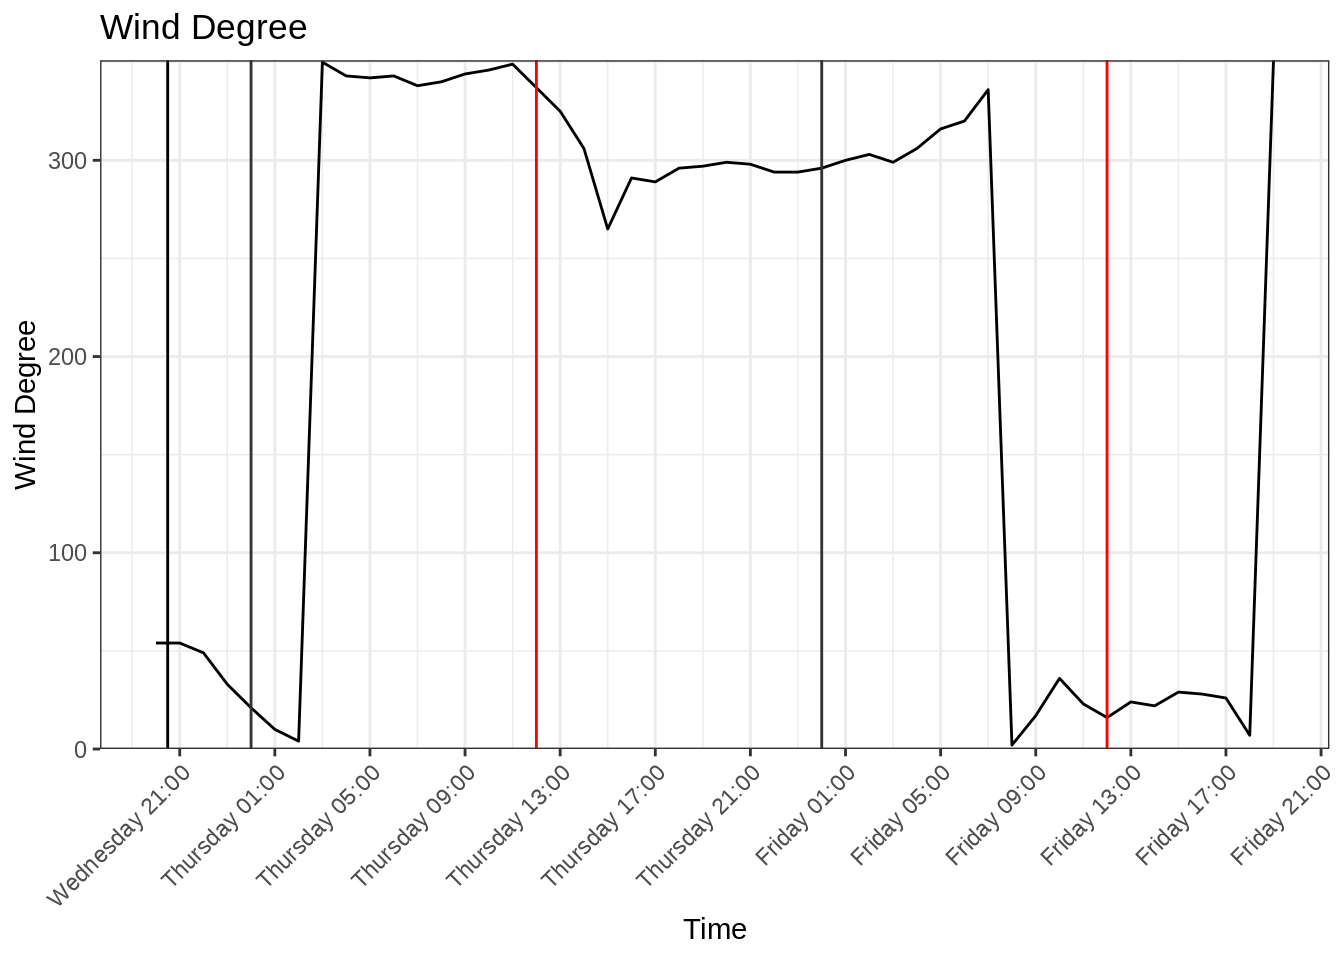 Wind Degree
Wind Degree
300
200
100
0
Wednesday 21:00
Thursday 01:00
Thursday 05:00
Thursday 09:00
Thursday 13:00
Thursday 17:00
Thursday 21:00
Friday 01:00
Friday 05:00
Friday 09:00
Friday 13:00
Friday 17:00
Friday 21:00
Time